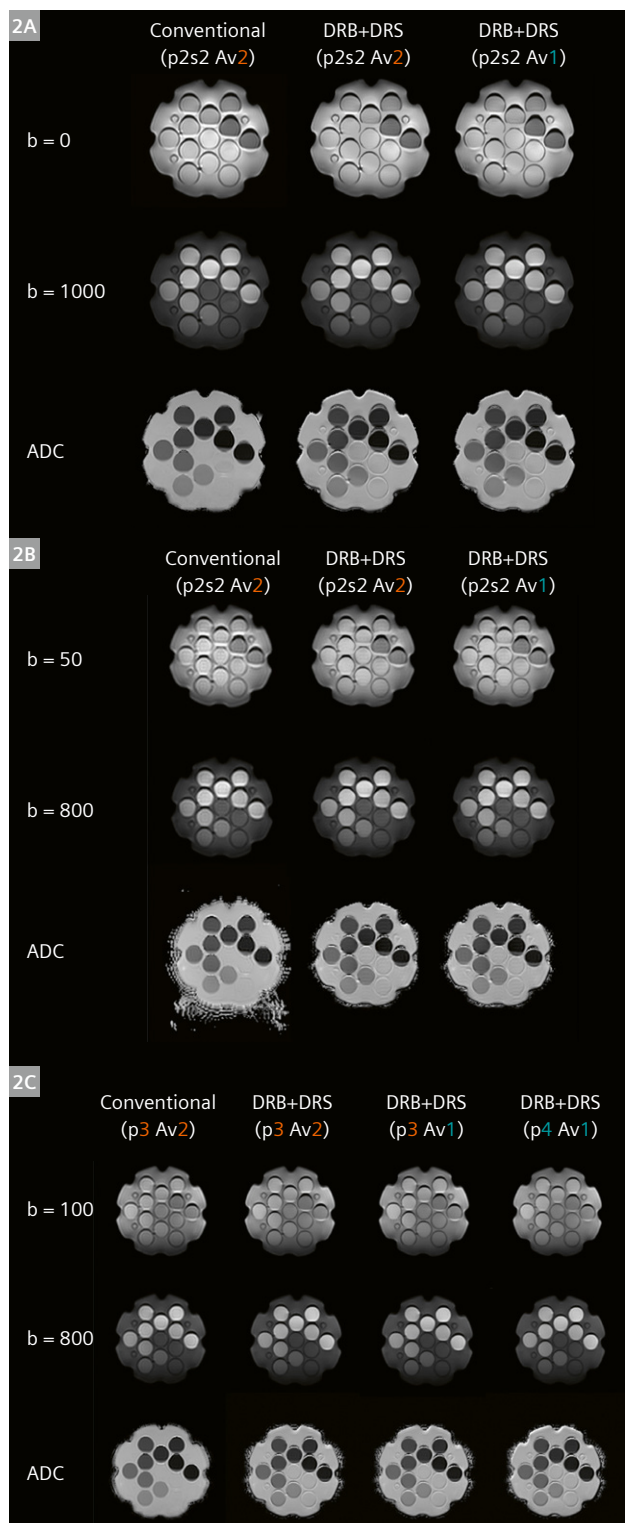 2A
Conventional DRB+DRS DRB+DRS
(p2s2 Av2) (p2s2 Av2) (p2s2 Av1)
b = 0
b = 1000
ADC
2B
Conventional DRB+DRS DRB+DRS
(p2s2 Av2) (p2s2 Av2) (p2s2 Av1)
b = 50
b = 800
ADC
2C
Conventional DRB+DRS DRB+DRS DRB+DRS
(p3 Av2) (p3 Av2) (p3 Av1) (p4 Av1)
b = 100
b = 800
ADC